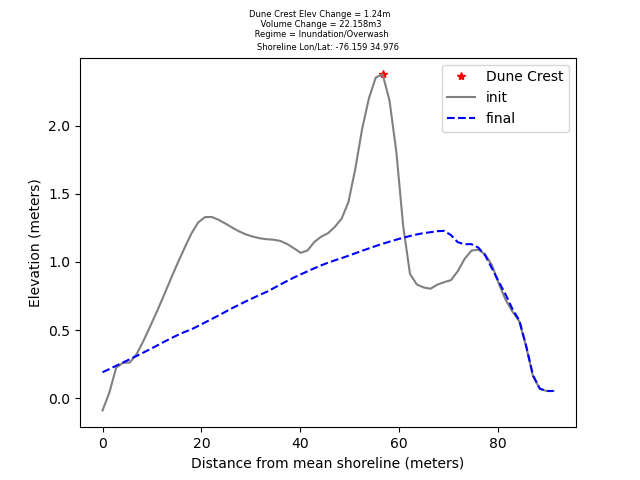 Dune Crest Elev Change = 1.24m
Volume Change = 22.158m3
Regime = Inundation/Overwash
Shoreline Lon/Lat: -76.159 34.976
Dune Crest
init
final
2.0
1.5
1.0
0.5
0.0
Elevation (meters)
0 20 40 60 80
Distance from mean shoreline (meters)